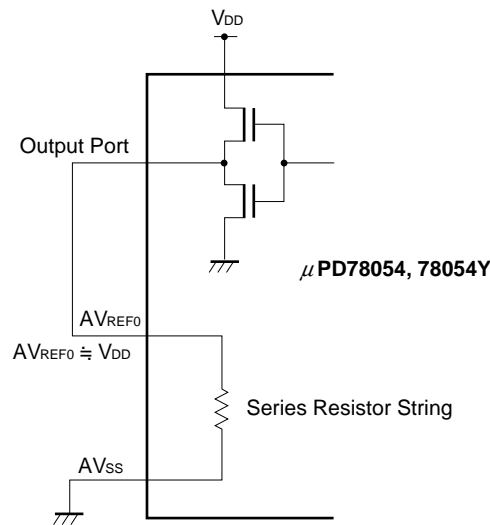 VDD
Output Port
μPD78054, 78054Y
AVREF0
AVREF0 ≒ VDD
Series Resistor String
AVSS